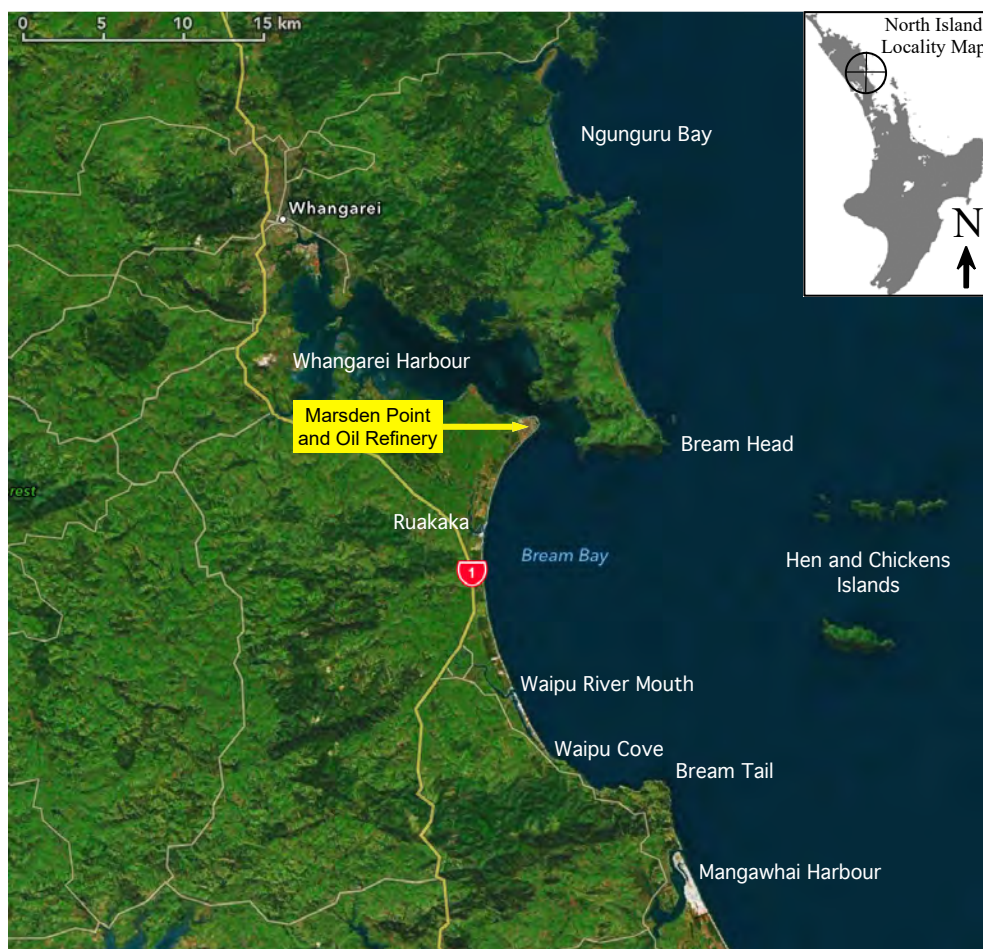 0 5 10 15 km
North Island
Locality Map
N
Ngunguru Bay
Whangarei
Whangarei Harbour
Marsden Point
and Oil Refinery
Bream Head
rest
Ruakaka
Bream Bay
Hen and Chickens
Islands
1
Waipu River Mouth
Waipu Cove
Bream Tail
Mangawhai Harbour